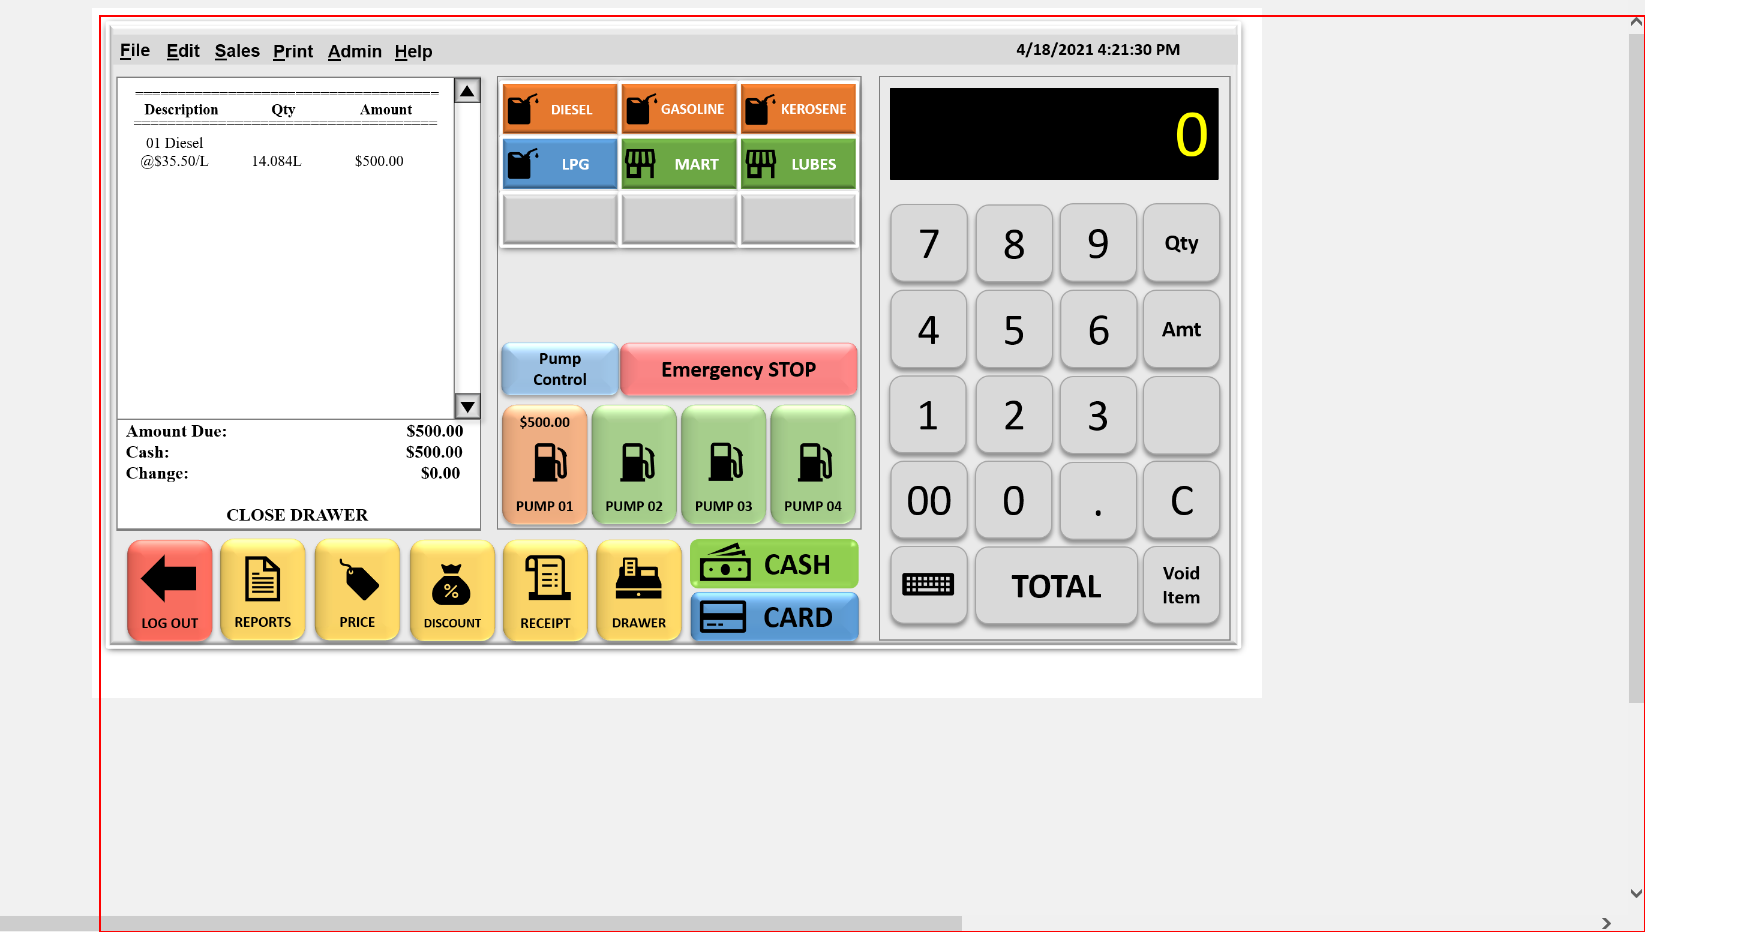 File Edit Sales Print Admin Help
4/18/2021 4:21:30 PM
====================================
Description Qty Amount
====================================
01 Diesel
@$35.50/L 14.084L $500.00
Amount Due: $500.00
Cash: $500.00
Change: $0.00
CLOSE DRAWER
DIESEL GASOLINE KEROSENE
LPG MART LUBES
Pump
Control
Emergency STOP
$500.00
PUMP 01 PUMP 02 PUMP 03 PUMP 04
0
7 8 9 Qty
4 5 6 Amt
1 2 3
00 0 . C
TOTAL
Void
Item
LOG OUT REPORTS PRICE DISCOUNT RECEIPT DRAWER
%
CASH
CARD